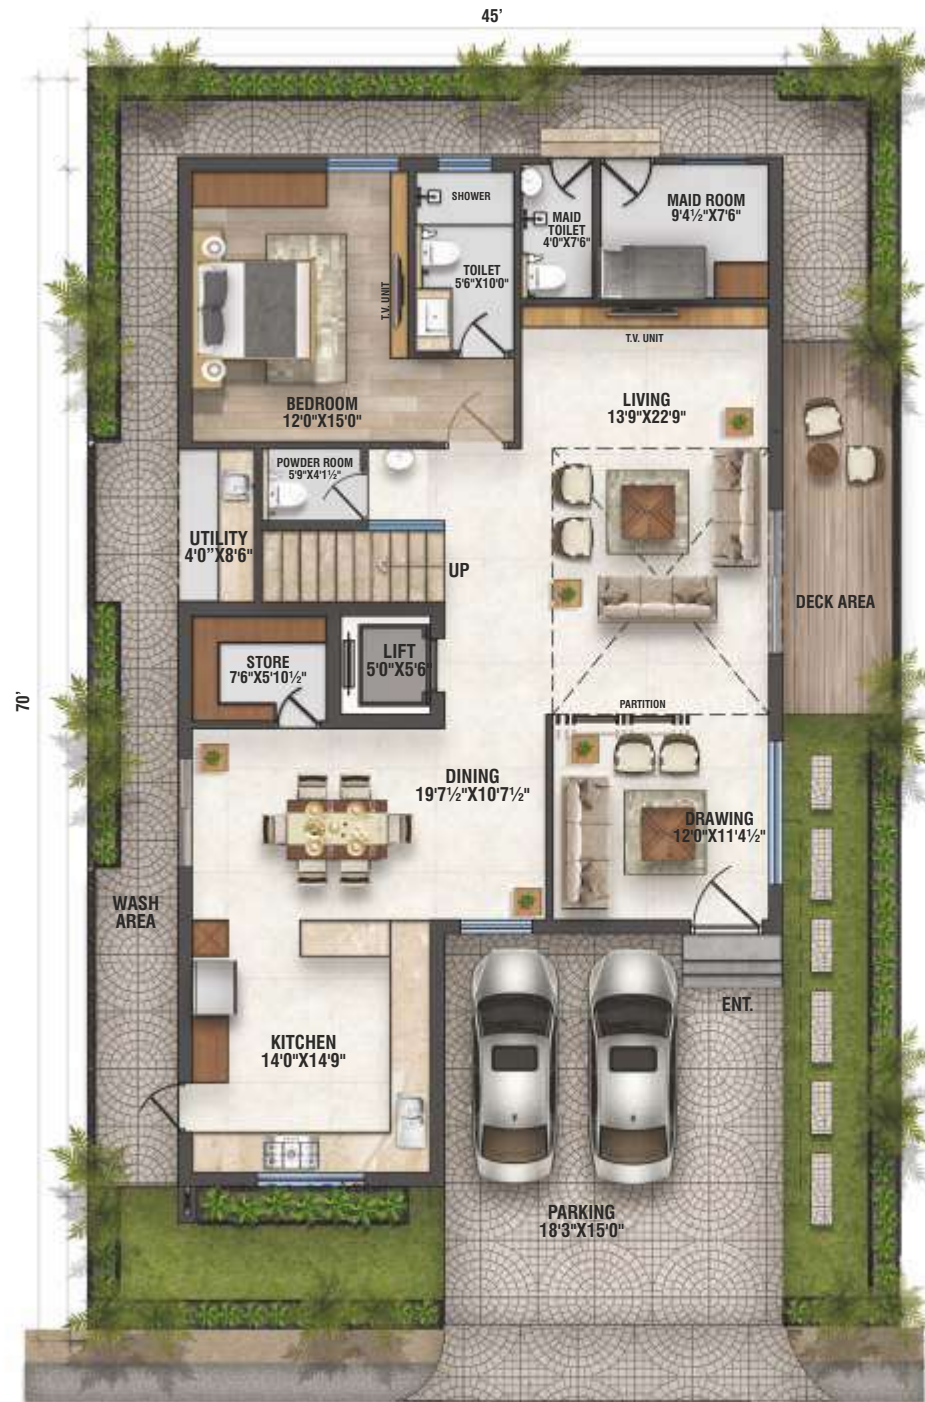 45'
SHOWER
MAID ROOM
9'4½"X7'6"
MAID
TOILET
4'0"X7'6"
TOILET
5'6"X10'0"
T.V. UNIT
T.V. UNIT
BEDROOM
12'0"X15'0"
LIVING
13'9"X22'9"
POWDER ROOM
5'9"X4'1½"
UTILITY
4'0"X8'6"
UP
DECK AREA
STORE
7'6"X5'10½"
LIFT
5'0"X5'6"
70'
PARTITION
DINING
19'7½"X10'7½"
DRAWING
12'0"X11'4½"
WASH
AREA
ENT.
KITCHEN
14'0"X14'9"
PARKING
18'3"X15'0"